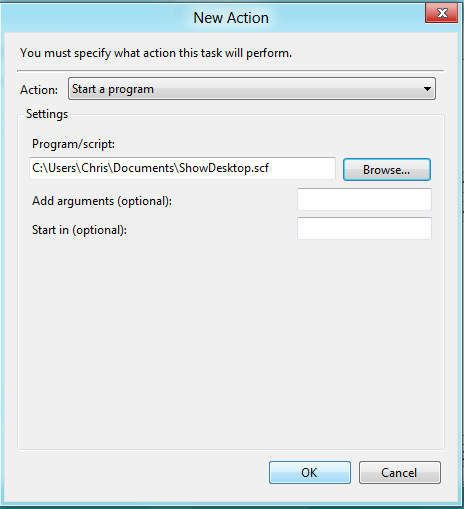 New Action
You must specify what action this task will perform.
Action: Start a program
Settings
Program/script:
C:\Users\Chris\Documents\ShowDesktop.scf Browse...
Add arguments (optional):
Start in (optional):
OK Cancel